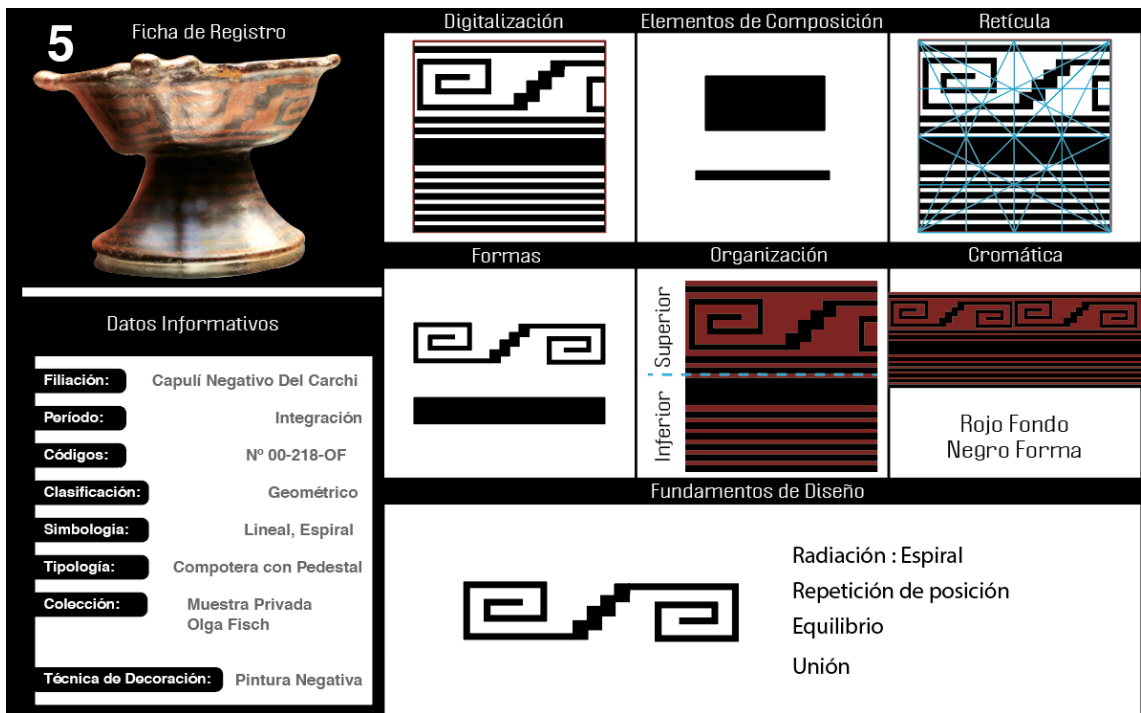 5
Ficha de Registro
Datos Informativos
Filiación: Capulí Negativo Del Carchi
Período: Integración
Códigos: Nº 00-218-OF
Clasificación: Geométrico
Simbologia: Lineal, Espiral
Tipología: Compotera con Pedestal
Colección: Muestra Privada
Olga Fisch
Técnica de Decoración: Pintura Negativa
Digitalización
Elementos de Composición
Retícula
Formas
Organización
Superior
Inferior
Cromática
Rojo Fondo
Negro Forma
Fundamentos de Diseño
Radiación : Espiral
Repetición de posición
Equilibrio
Unión